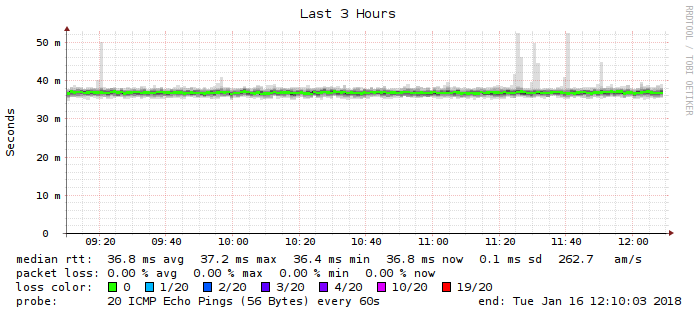 Last 3 Hours
RRDTOOL / TOBI OETIKER
Seconds
50 m
40 m
30 m
20 m
10 m
0
09:20 09:40 10:00 10:20 10:40 11:00 11:20 11:40 12:00
median rtt: 36.8 ms avg 37.2 ms max 36.4 ms min 36.8 ms now 0.1 ms sd 262.7 am/s
packet loss: 0.00 % avg 0.00 % max 0.00 % min 0.00 % now
loss color: 0 1/20 2/20 3/20 4/20 10/20 19/20
probe: 20 ICMP Echo Pings (56 Bytes) every 60s end: Tue Jan 16 12:10:03 2018